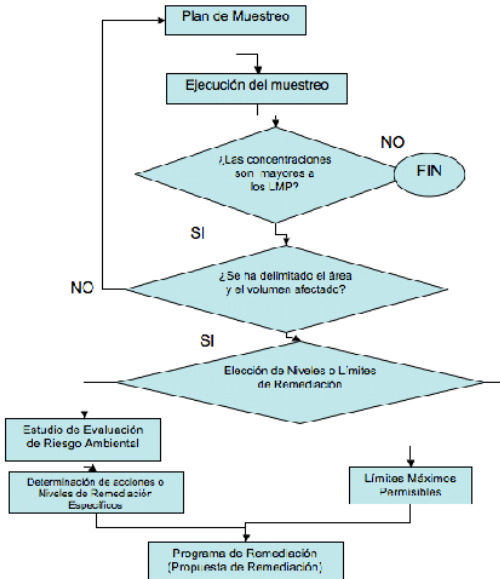 Plan de Muestreo
Ejecución del muestreo
NO
¿Las concentraciones
son mayores a
los LMP?
FIN
SI
¿Se ha delimitado el área
y el volumen afectado?
NO
SI
Elección de Niveles o Límites
de Remediación
Estudio de Evaluación
de Riesgo Ambiental
Determinación de acciones o
Niveles de Remediación
Específicos
Límites Máximos
Permisibles
Programa de Remediación
(Propuesta de Remediación)